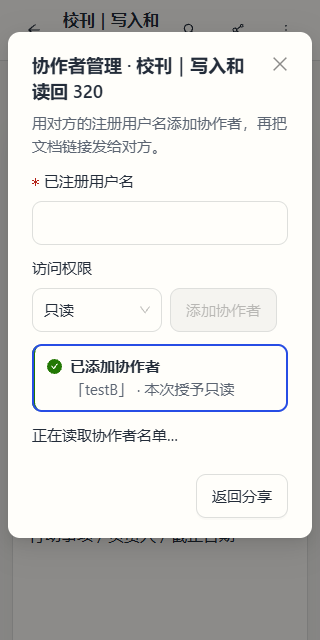 校刊｜写入和
协作者管理 · 校刊｜写入和
读回 320
用对方的注册用户名添加协作者，再把
文档链接发给对方。
* 已注册用户名
访问权限
只读
添加协作者
已添加协作者
「testB」 · 本次授予只读
正在读取协作者名单...
返回分享
行动事项 / 负责人 / 截止日期